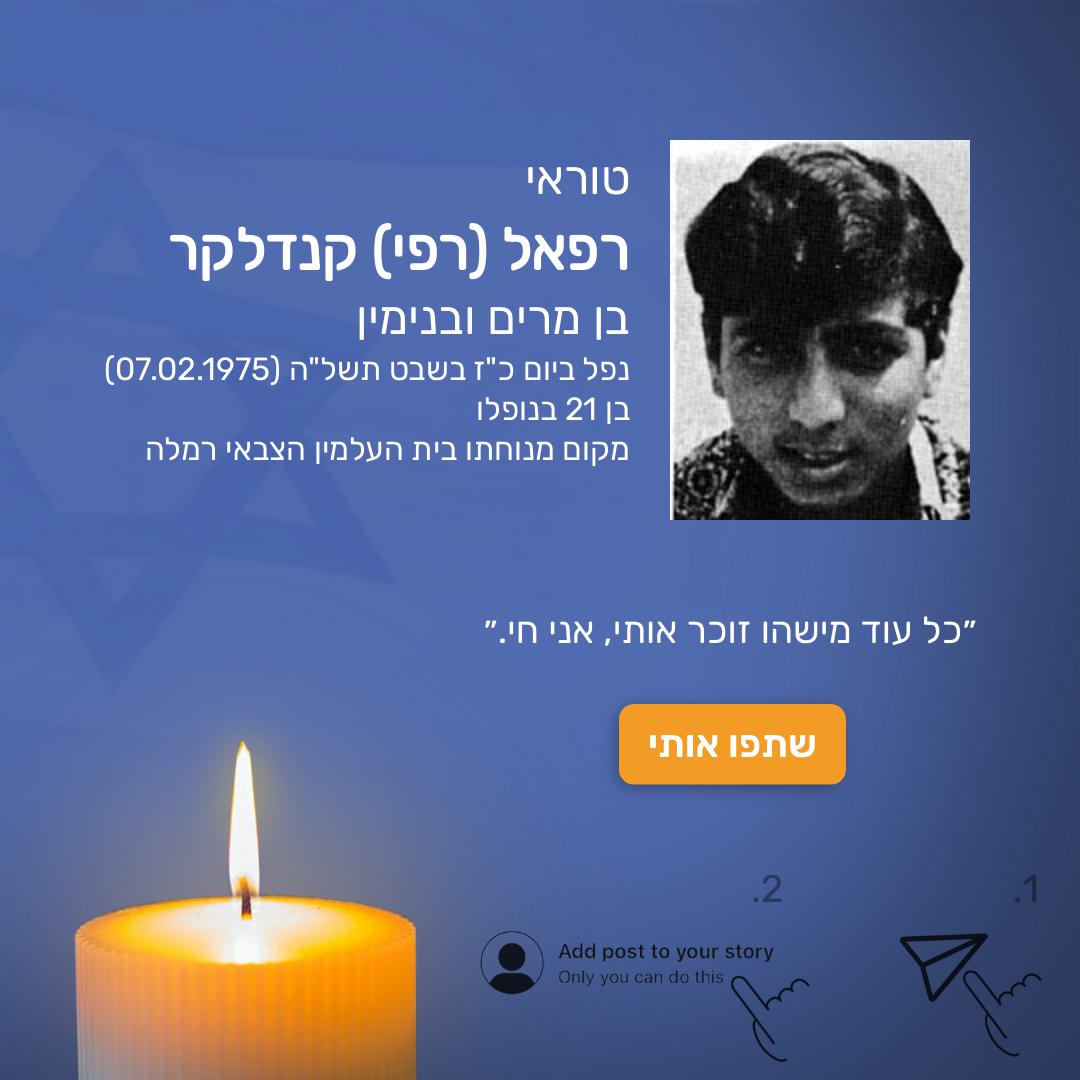 טוראי
רפאל (רפי) קנדלקר
בן מרים ובנימין
נפל ביום כ"ז בשבט תשל"ה (07.02.1975)
בן 21 בנופלו
מקום מנוחתו בית העלמין הצבאי רמלה
״כל עוד מישהו זוכר אותי, אני חי.״
שתפו אותי
1.
2.
Add post to your story
Only you can do this